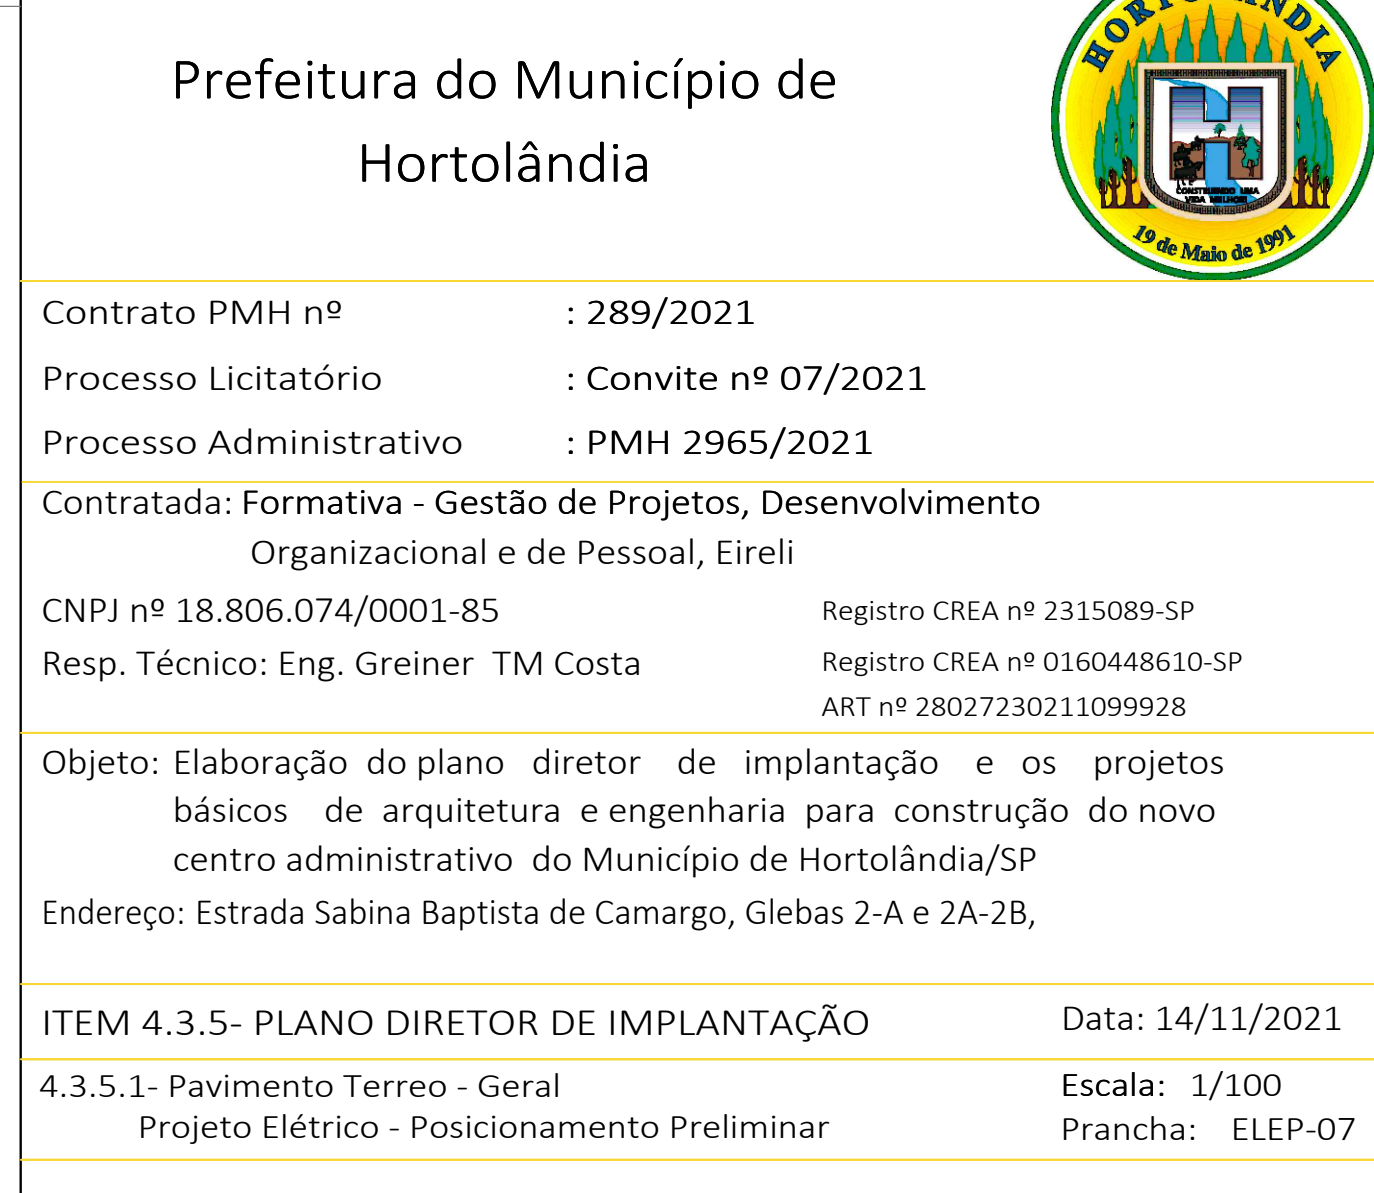 Prefeitura do Município de
Hortolândia
HORTOLÂNDIA
CONSTRUINDO UMA
VIDA MELHOR
19 de Maio de 1991
Contrato PMH nº : 289/2021
Processo Licitatório : Convite nº 07/2021
Processo Administrativo : PMH 2965/2021
Contratada: Formativa - Gestão de Projetos, Desenvolvimento
Organizacional e de Pessoal, Eireli
CNPJ nº 18.806.074/0001-85 Registro CREA nº 2315089-SP
Resp. Técnico: Eng. Greiner TM Costa Registro CREA nº 0160448610-SP
ART nº 28027230211099928
Objeto: Elaboração do plano diretor de implantação e os projetos
básicos de arquitetura e engenharia para construção do novo
centro administrativo do Município de Hortolândia/SP
Endereço: Estrada Sabina Baptista de Camargo, Glebas 2-A e 2A-2B,
ITEM 4.3.5- PLANO DIRETOR DE IMPLANTAÇÃO Data: 14/11/2021
4.3.5.1- Pavimento Terreo - Geral Escala: 1/100
Projeto Elétrico - Posicionamento Preliminar Prancha: ELEP-07